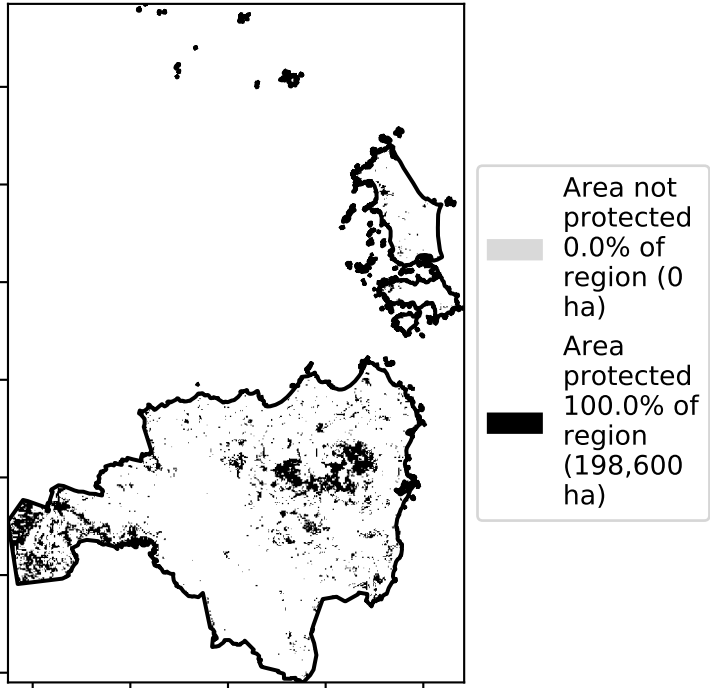 Area not
protected
0.0% of
region (0
ha)
Area
protected
100.0% of
region
(198,600
ha)